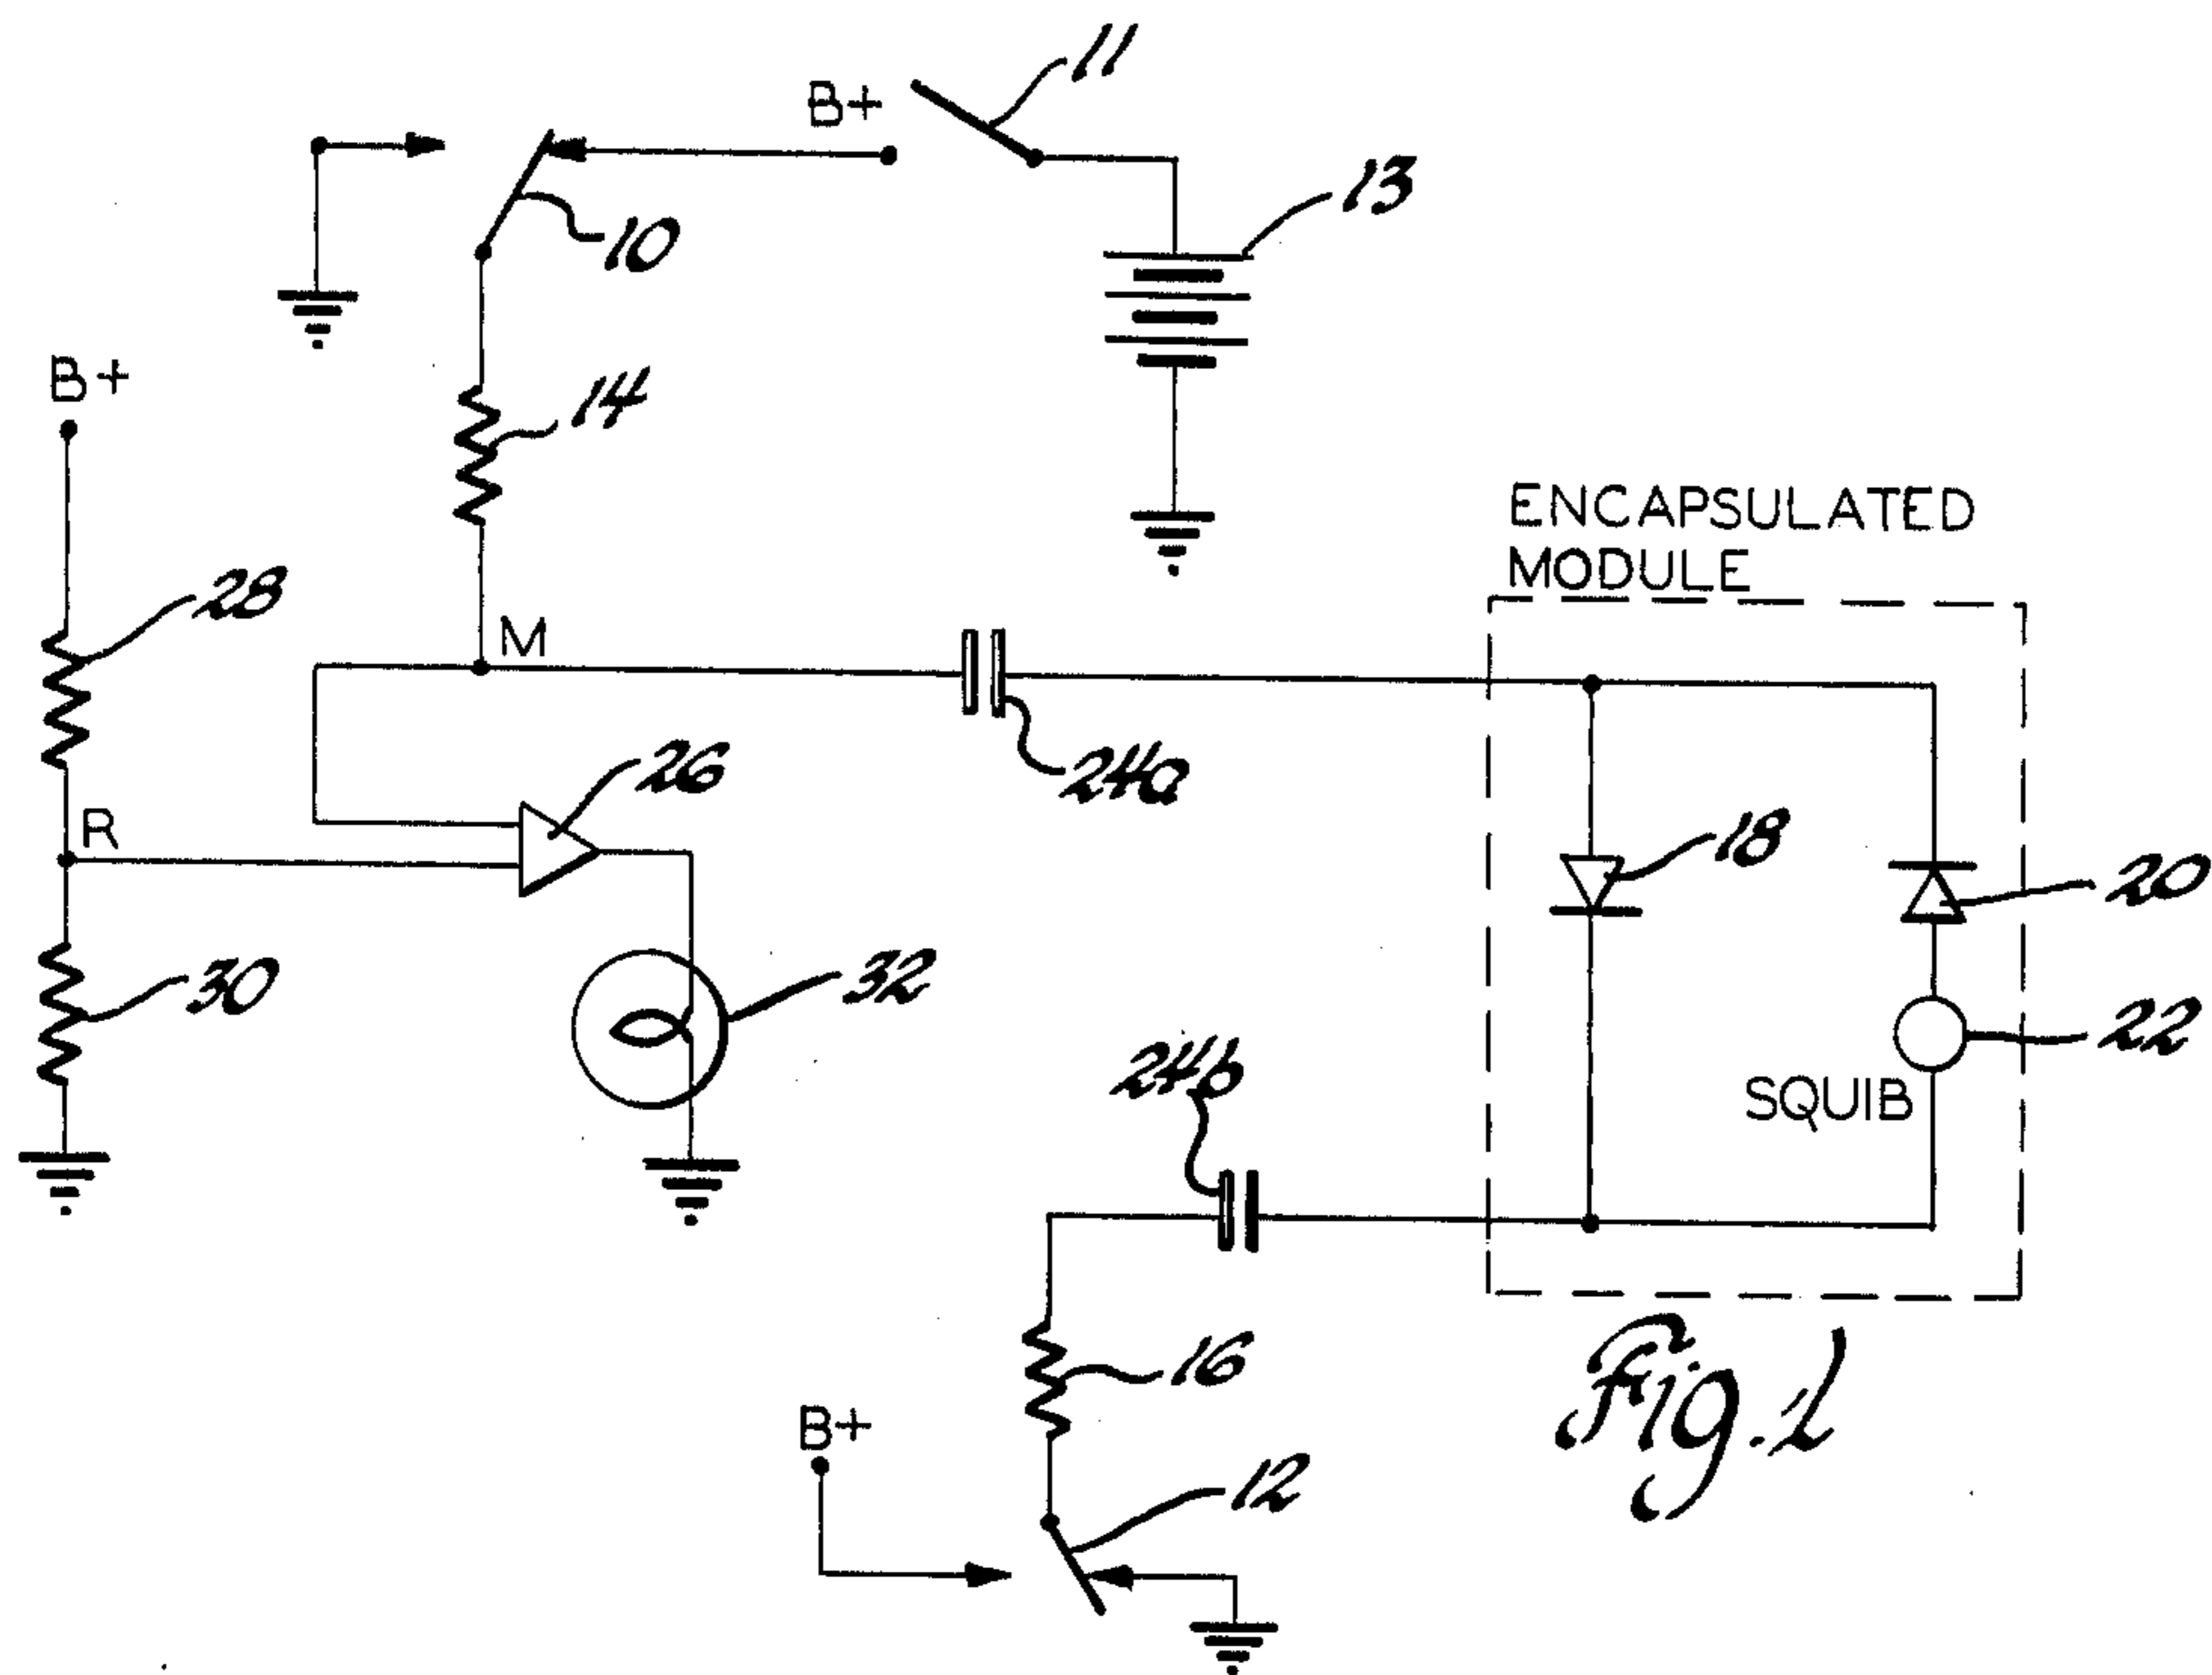 11
B+
13
10
B+
14
ENCAPSULATED
MODULE
28
M
26
24a
R
18
20
30
32
22
24b
SQUIB
16
B+
12
Fig. 1